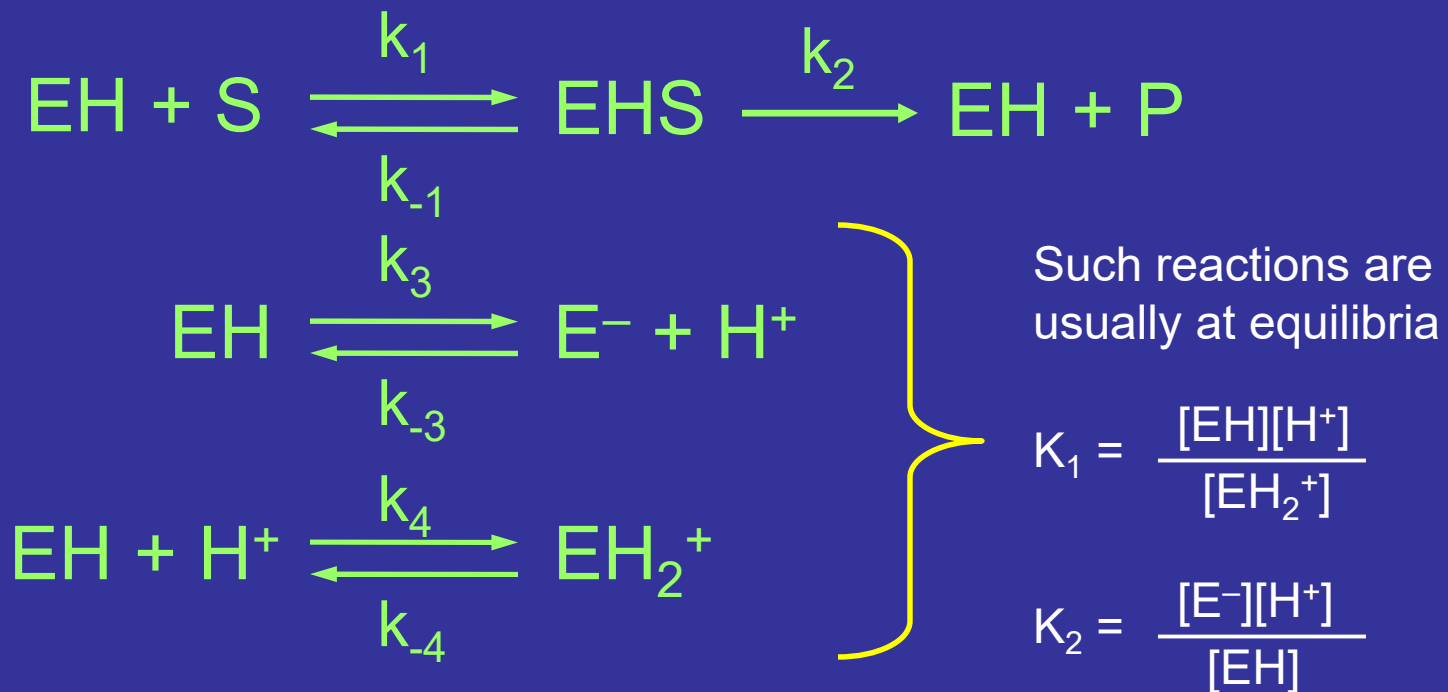 k₁ k₂
EH + S EHS EH + P
k₋₁
k₃
EH E⁻ + H⁺
k₋₃
k₄
EH + H⁺ EH₂⁺
k₋₄
Such reactions are
usually at equilibria
K₁ = [EH][H⁺]
[EH₂⁺]
K₂ = [E⁻][H⁺]
[EH]